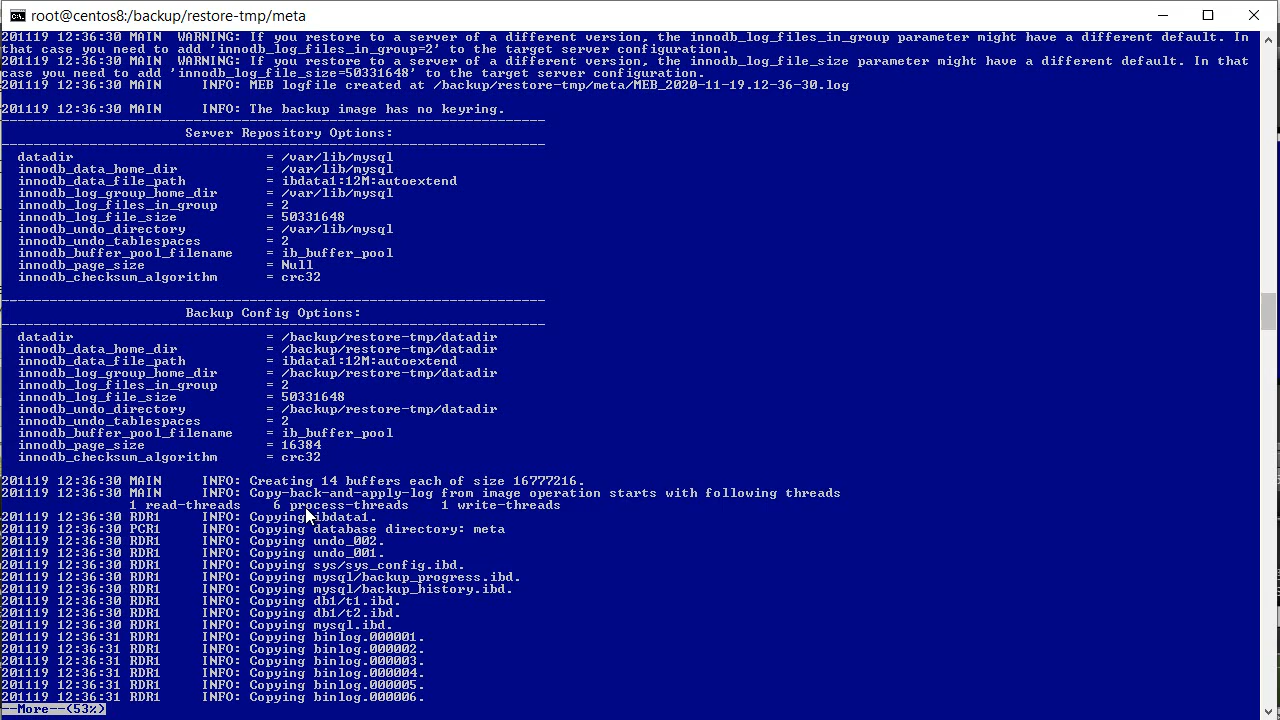 root@centos8:/backup/restore-tmp/meta
201119 12:36:30 MAIN  WARNING: If you restore to a server of a different version, the innodb_log_files_in_group parameter might have a different default. In
that case you need to add 'innodb_log_files_in_group=2' to the target server configuration.
201119 12:36:30 MAIN  WARNING: If you restore to a server of a different version, the innodb_log_file_size parameter might have a different default. In that
case you need to add 'innodb_log_file_size=50331648' to the target server configuration.
201119 12:36:30 MAIN     INFO: MEB logfile created at /backup/restore-tmp/meta/MEB_2020-11-19.12-36-30.log
201119 12:36:30 MAIN     INFO: The backup image has no keyring.
--------------------------------------------------------------------
Server Repository Options:
--------------------------------------------------------------------
datadir = /var/lib/mysql
innodb_data_home_dir = /var/lib/mysql
innodb_data_file_path = ibdata1:12M:autoextend
innodb_log_group_home_dir = /var/lib/mysql
innodb_log_files_in_group = 2
innodb_log_file_size = 50331648
innodb_undo_directory = /var/lib/mysql
innodb_undo_tablespaces = 2
innodb_buffer_pool_filename = ib_buffer_pool
innodb_page_size = Null
innodb_checksum_algorithm = crc32
--------------------------------------------------------------------
Backup Config Options:
--------------------------------------------------------------------
datadir = /backup/restore-tmp/datadir
innodb_data_home_dir = /backup/restore-tmp/datadir
innodb_data_file_path = ibdata1:12M:autoextend
innodb_log_group_home_dir = /backup/restore-tmp/datadir
innodb_log_files_in_group = 2
innodb_log_file_size = 50331648
innodb_undo_directory = /backup/restore-tmp/datadir
innodb_undo_tablespaces = 2
innodb_buffer_pool_filename = ib_buffer_pool
innodb_page_size = 16384
innodb_checksum_algorithm = crc32
201119 12:36:30 MAIN     INFO: Creating 14 buffers each of size 16777216.
201119 12:36:30 MAIN     INFO: Copy-back-and-apply-log from image operation starts with following threads
1 read-threads    6 process-threads    1 write-threads
201119 12:36:30 RDR1     INFO: Copying ibdata1.
201119 12:36:30 PCR1     INFO: Copying database directory: meta
201119 12:36:30 RDR1     INFO: Copying undo_002.
201119 12:36:30 RDR1     INFO: Copying undo_001.
201119 12:36:30 RDR1     INFO: Copying sys/sys_config.ibd.
201119 12:36:30 RDR1     INFO: Copying mysql/backup_progress.ibd.
201119 12:36:30 RDR1     INFO: Copying mysql/backup_history.ibd.
201119 12:36:30 RDR1     INFO: Copying db1/t1.ibd.
201119 12:36:30 RDR1     INFO: Copying db1/t2.ibd.
201119 12:36:30 RDR1     INFO: Copying mysql.ibd.
201119 12:36:31 RDR1     INFO: Copying binlog.000001.
201119 12:36:31 RDR1     INFO: Copying binlog.000002.
201119 12:36:31 RDR1     INFO: Copying binlog.000003.
201119 12:36:31 RDR1     INFO: Copying binlog.000004.
201119 12:36:31 RDR1     INFO: Copying binlog.000005.
201119 12:36:31 RDR1     INFO: Copying binlog.000006.
--More--(53%)